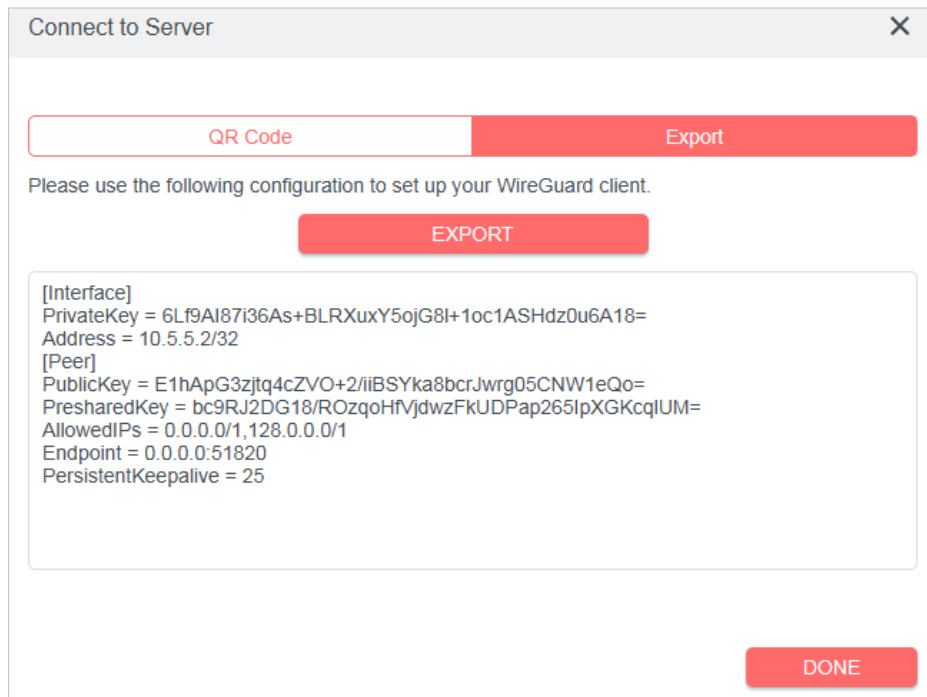 Connect to Server
QR Code
Export
Please use the following configuration to set up your WireGuard client.
EXPORT
[Interface]
PrivateKey = 6Lf9AI87i36As+BLRXuxY5ojG8I+1oc1ASHdz0u6A18=
Address = 10.5.5.2/32
[Peer]
PublicKey = E1hApG3zjtq4cZVO+2/iiBSYka8bcrJwrg05CNW1eQo=
PresharedKey = bc9RJ2DG18/ROzqoHfVjdwzFkUDPap265IpXGKcqlUM=
AllowedIPs = 0.0.0.0/1,128.0.0.0/1
Endpoint = 0.0.0.0:51820
PersistentKeepalive = 25
DONE